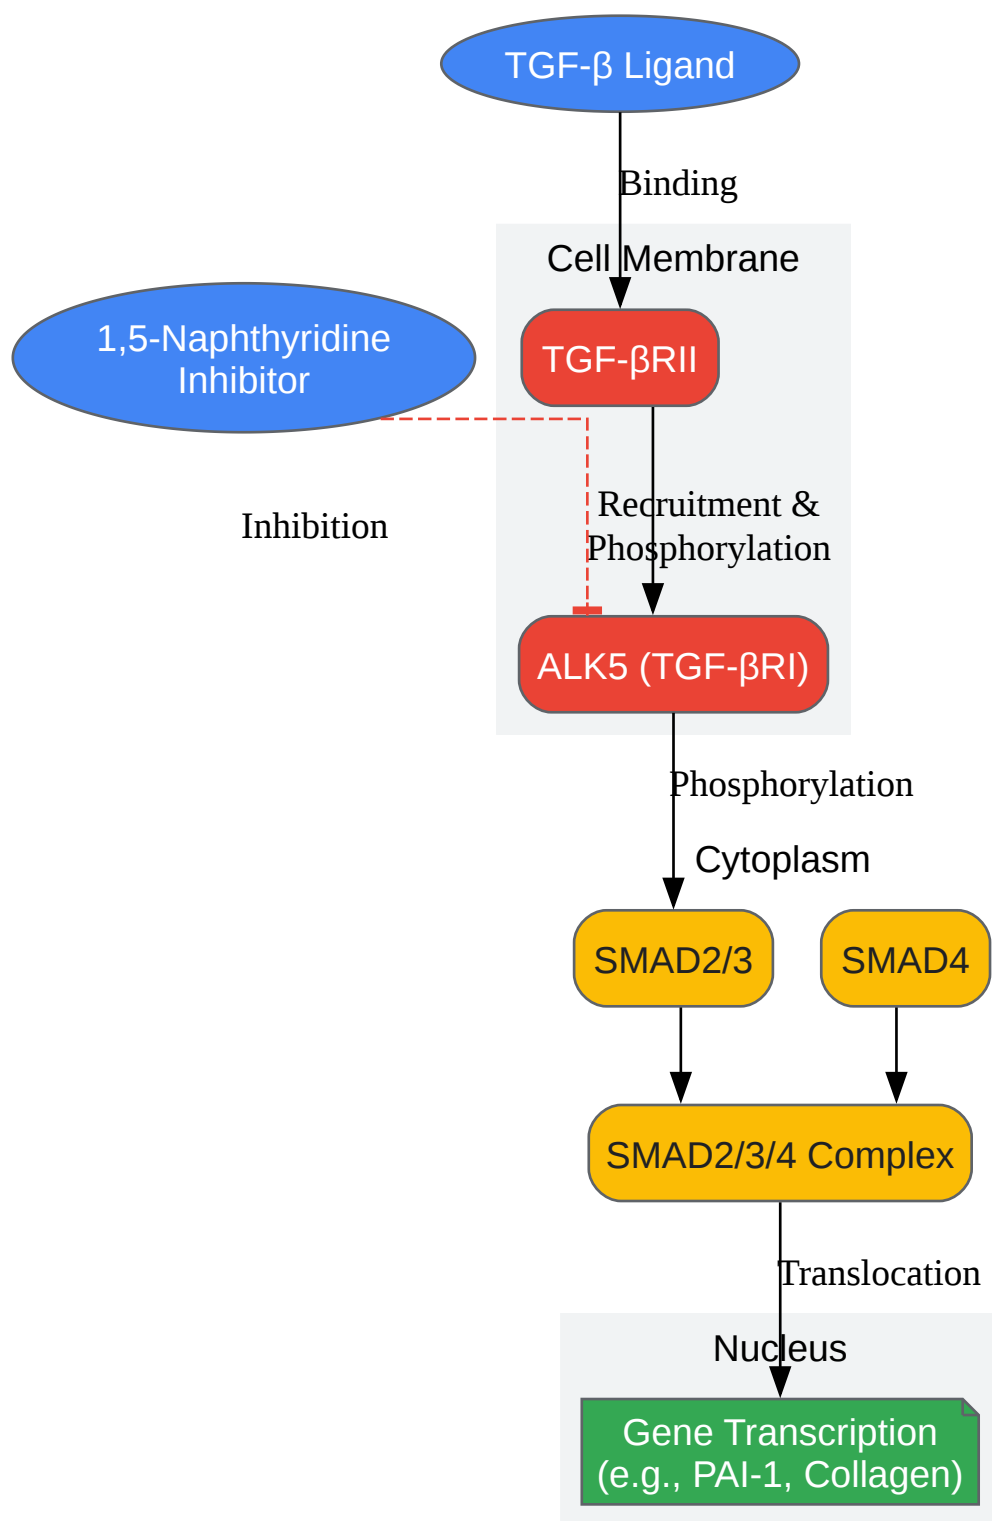 TGF-β Ligand
Binding
Cell Membrane
1,5-Naphthyridine
Inhibitor
TGF-βRII
Inhibition
Recruitment &
Phosphorylation
ALK5 (TGF-βRI)
Phosphorylation
Cytoplasm
SMAD2/3
SMAD4
SMAD2/3/4 Complex
Translocation
Nucleus
Gene Transcription
(e.g., PAI-1, Collagen)